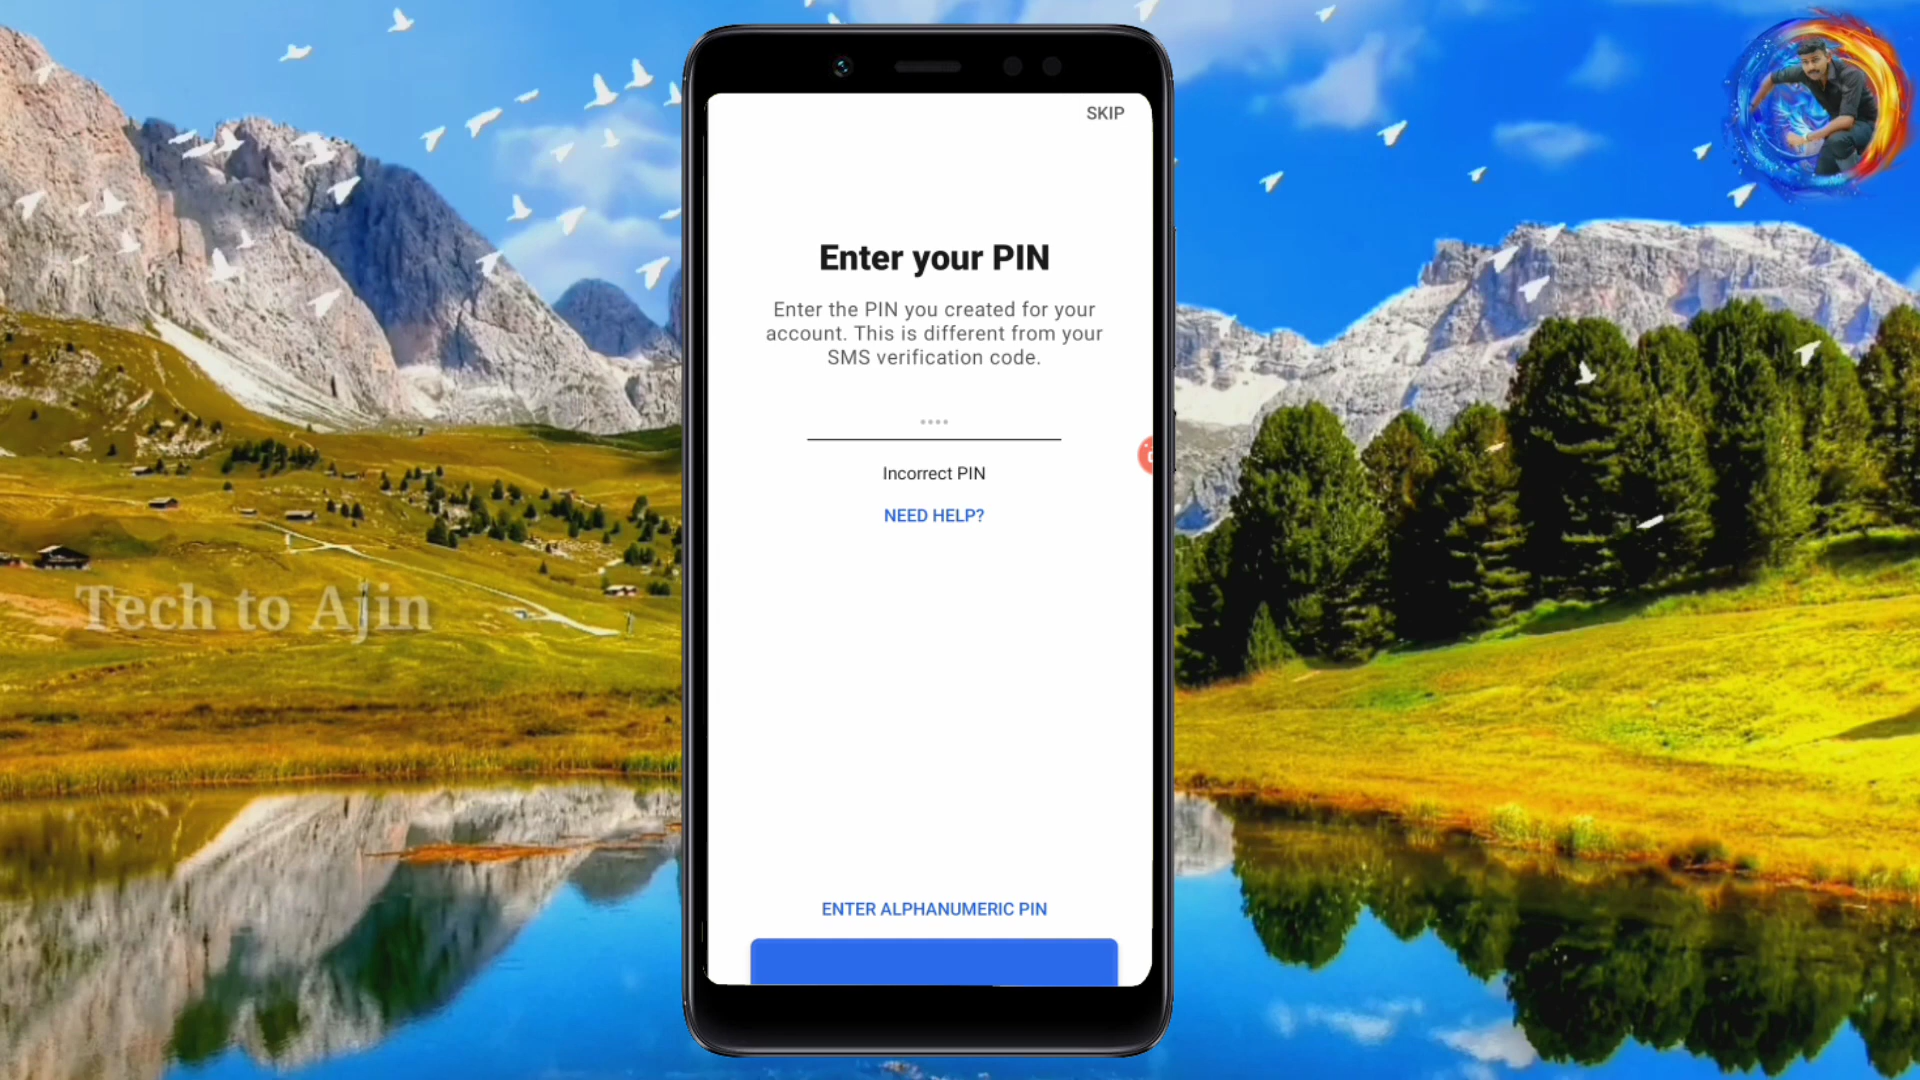 SKIP
Enter your PIN
Enter the PIN you created for your
account. This is different from your
SMS verification code.
Incorrect PIN
NEED HELP?
Tech to Ajin
ENTER ALPHANUMERIC PIN